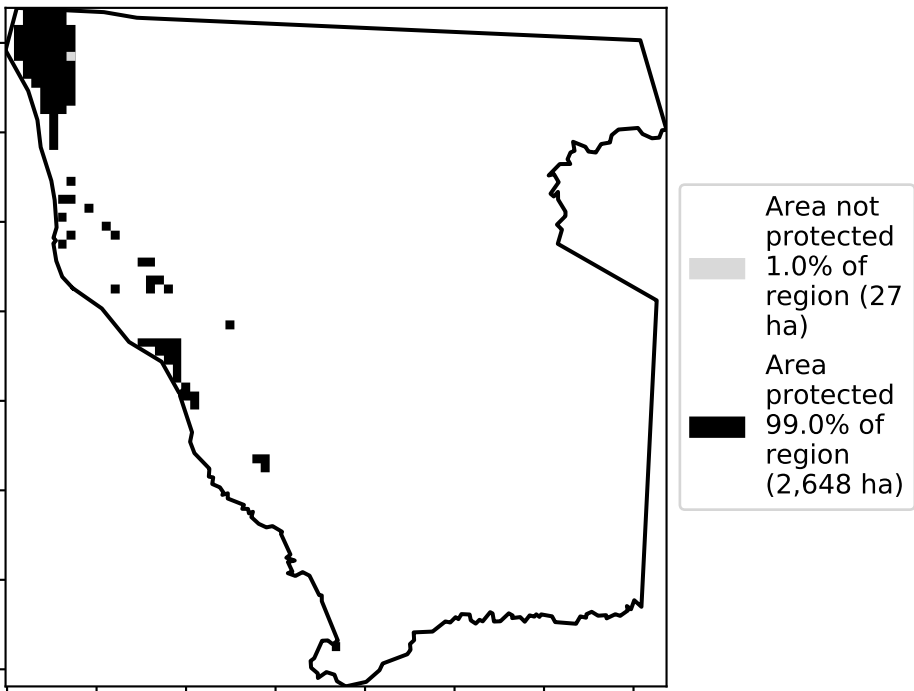 Area not
protected
1.0% of
region (27
ha)
Area
protected
99.0% of
region
(2,648 ha)